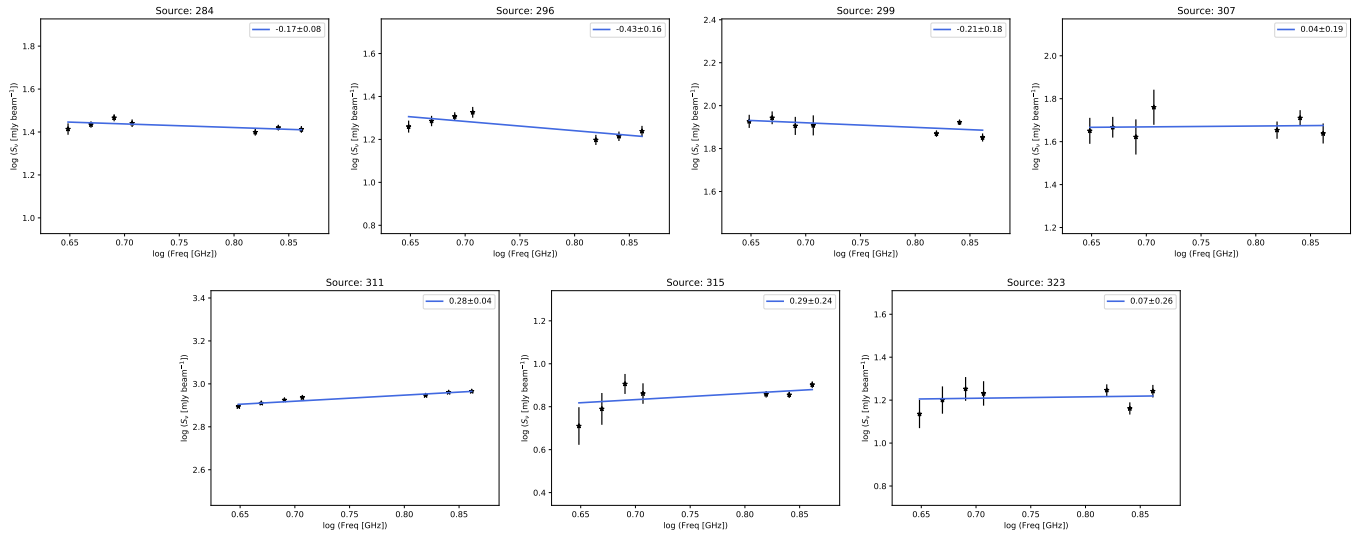 Source: 284
-0.17±0.08
1.8
1.6
1.4
1.2
1.0
log (Sν [mJy beam⁻¹])
0.65 0.70 0.75 0.80 0.85
log (Freq [GHz])
Source: 296
-0.43±0.16
1.6
1.4
1.2
1.0
0.8
log (Sν [mJy beam⁻¹])
0.65 0.70 0.75 0.80 0.85
log (Freq [GHz])
Source: 299
-0.21±0.18
2.4
2.2
2.0
1.8
1.6
log (Sν [mJy beam⁻¹])
0.65 0.70 0.75 0.80 0.85
log (Freq [GHz])
Source: 307
0.04±0.19
2.0
1.8
1.6
1.4
1.2
log (Sν [mJy beam⁻¹])
0.65 0.70 0.75 0.80 0.85
log (Freq [GHz])
Source: 311
0.28±0.04
3.4
3.2
3.0
2.8
2.6
log (Sν [mJy beam⁻¹])
0.65 0.70 0.75 0.80 0.85
log (Freq [GHz])
Source: 315
0.29±0.24
1.2
1.0
0.8
0.6
0.4
log (Sν [mJy beam⁻¹])
0.65 0.70 0.75 0.80 0.85
log (Freq [GHz])
Source: 323
0.07±0.26
1.6
1.4
1.2
1.0
0.8
log (Sν [mJy beam⁻¹])
0.65 0.70 0.75 0.80 0.85
log (Freq [GHz])